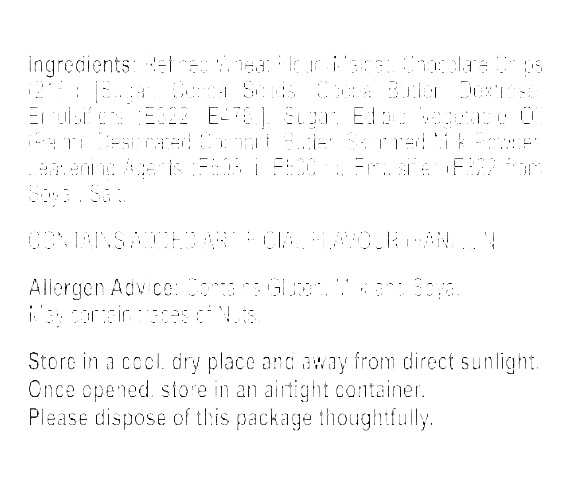 Ingredients: Refined Wheat Flour (Maida), Chocolate Chips
(21%) [Sugar, Cocoa Solids, Cocoa Butter, Dextrose,
Emulsifiers (E322, E476)], Sugar, Edible Vegetable Oil
(Palm), Desiccated Coconut, Butter, Skimmed Milk Powder,
Leavening Agents (E503 ii, E500 ii), Emulsifier (E322 from
Soya), Salt.
CONTAINS ADDED ARTIFICIAL FLAVOUR (VANILLIN)
Allergen Advice: Contains Gluten, Milk and Soya.
May contain traces of Nuts.
Store in a cool, dry place and away from direct sunlight.
Once opened, store in an airtight container.
Please dispose of this package thoughtfully.